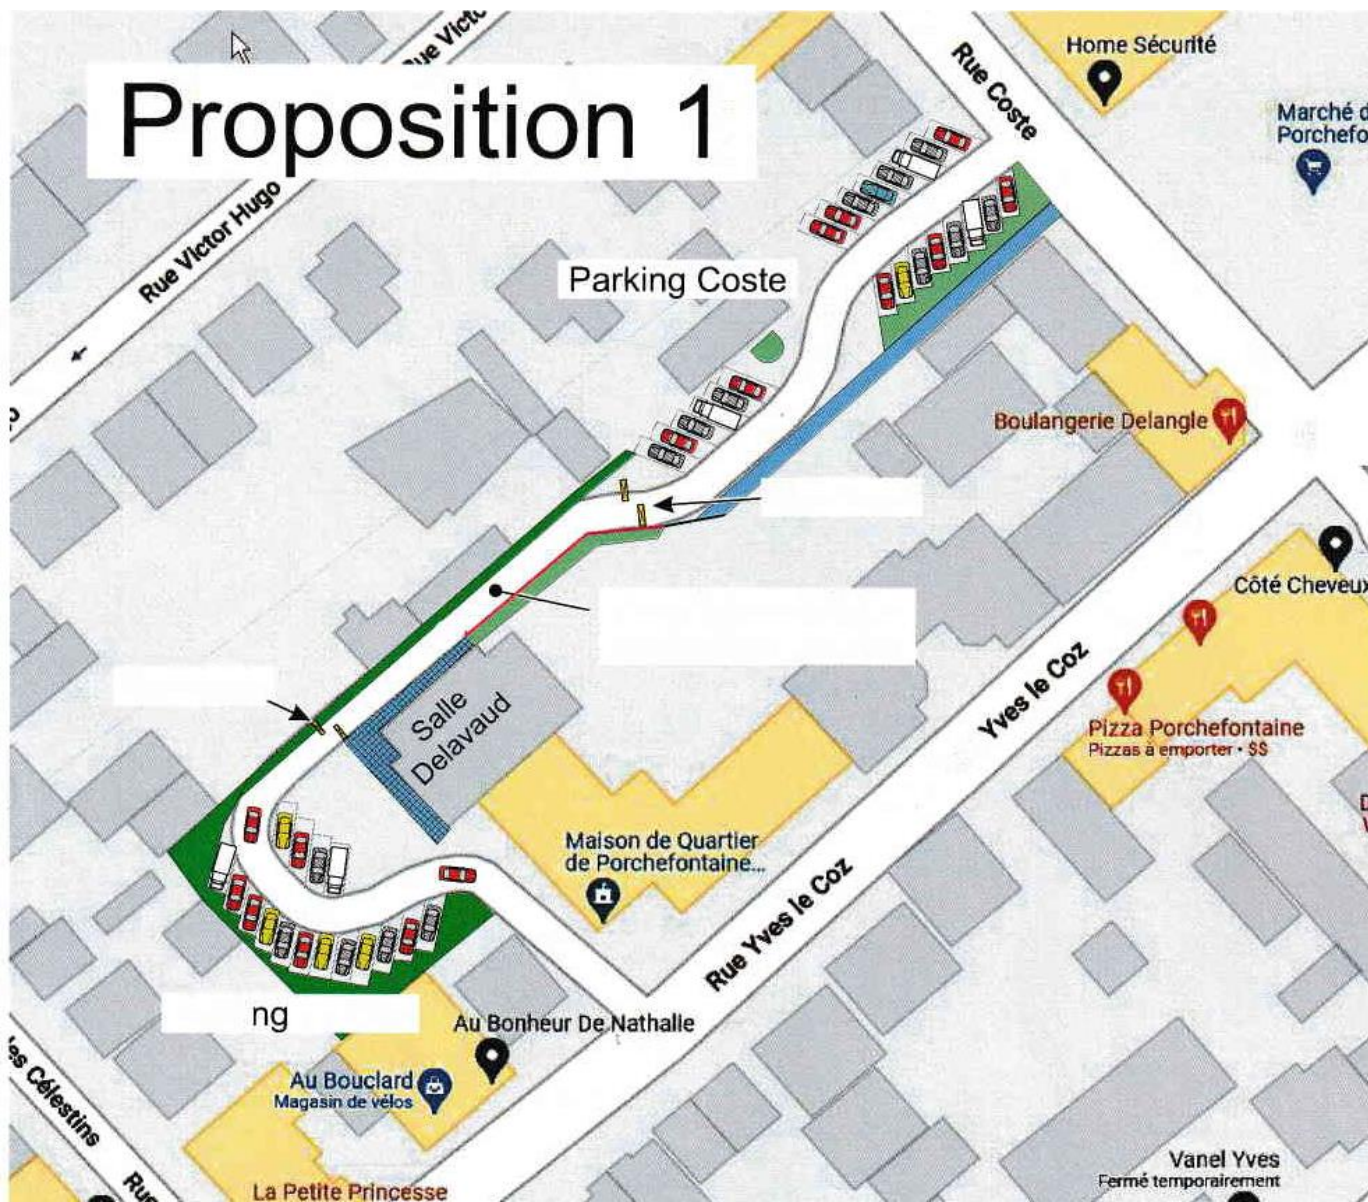 Rue Victo
Home Sécurité
Rue Coste
Proposition 1
Marché d
Porchefo
Rue Victor Hugo
Parking Coste
Boulangerie Delangle
Côté Cheveux
Yves le Coz
Salle
Delavaud
Pizza Porchefontaine
Pizzas à emporter • $$
Maison de Quartier
de Porchefontaine...
Rue Yves le Coz
ng
Au Bonheur De Nathalie
Au Bouclard
Magasin de vélos
les Célestins
Rue
Vanel Yves
Fermé temporairement
La Petite Princesse